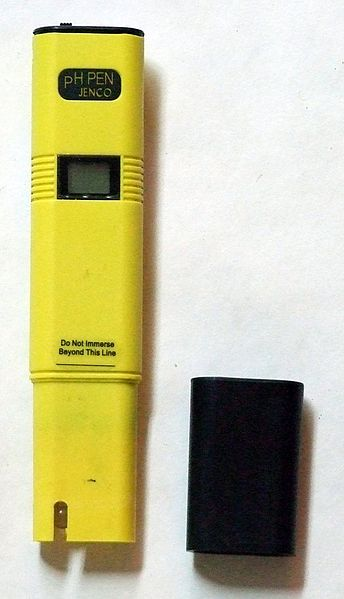 pH PEN
JENCO
Do Not Immerse
Beyond This Line